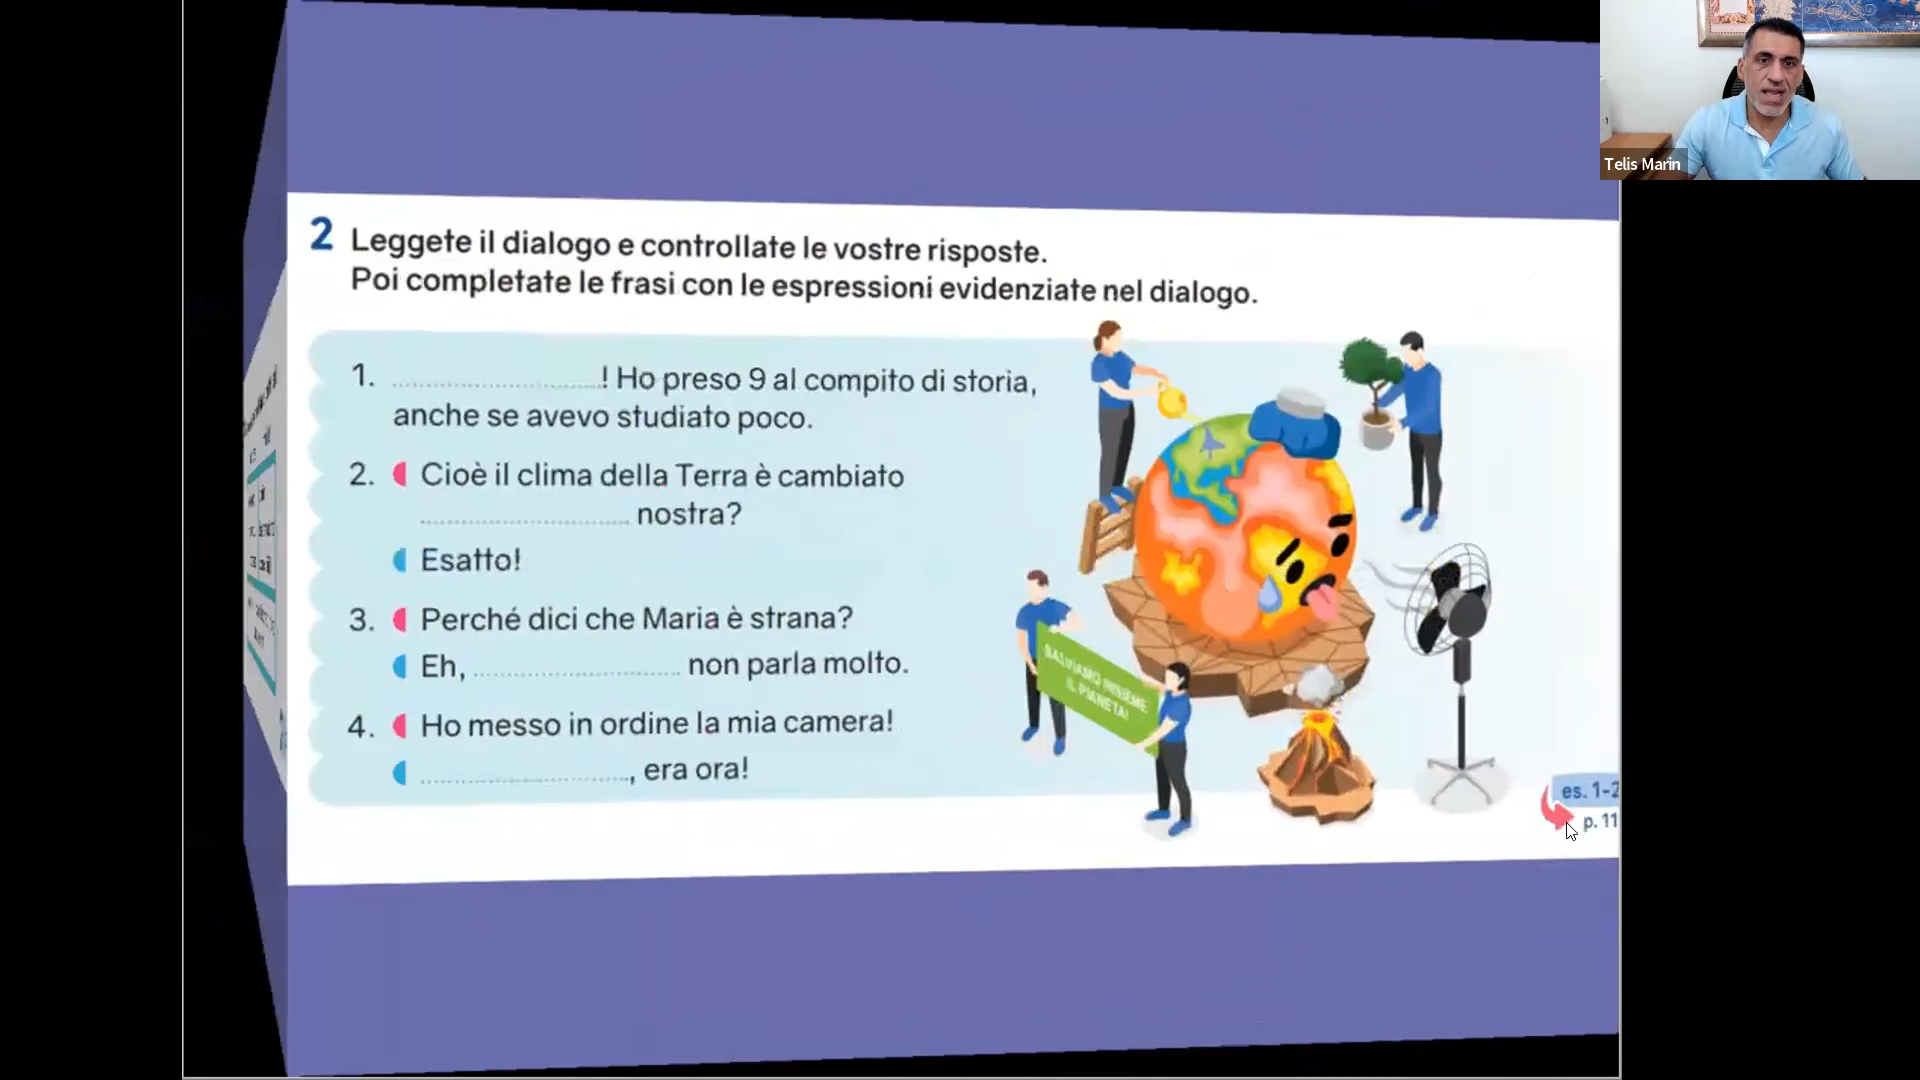 Telis Marin
2 Leggete il dialogo e controllate le vostre risposte.
Poi completate le frasi con le espressioni evidenziate nel dialogo.
1. ........................! Ho preso 9 al compito di storia,
anche se avevo studiato poco.
2. Cioè il clima della Terra è cambiato
........................ nostra?
Esatto!
3. Perché dici che Maria è strana?
Eh, ........................ non parla molto.
4. Ho messo in ordine la mia camera!
........................, era ora!
SALVIAMO INSIEME
IL PIANETA!
es. 1-2
p. 11